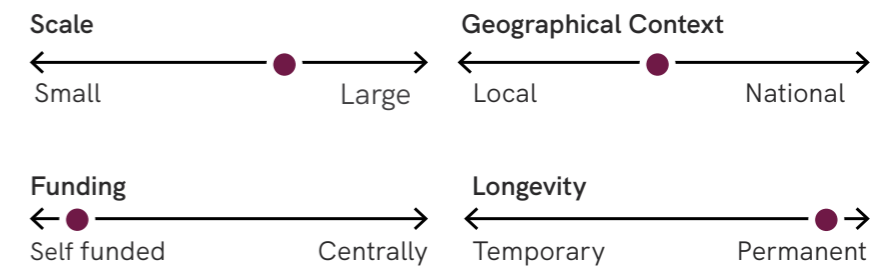 Scale
Small Large
Geographical Context
Local National
Funding
Self funded Centrally
Longevity
Temporary Permanent